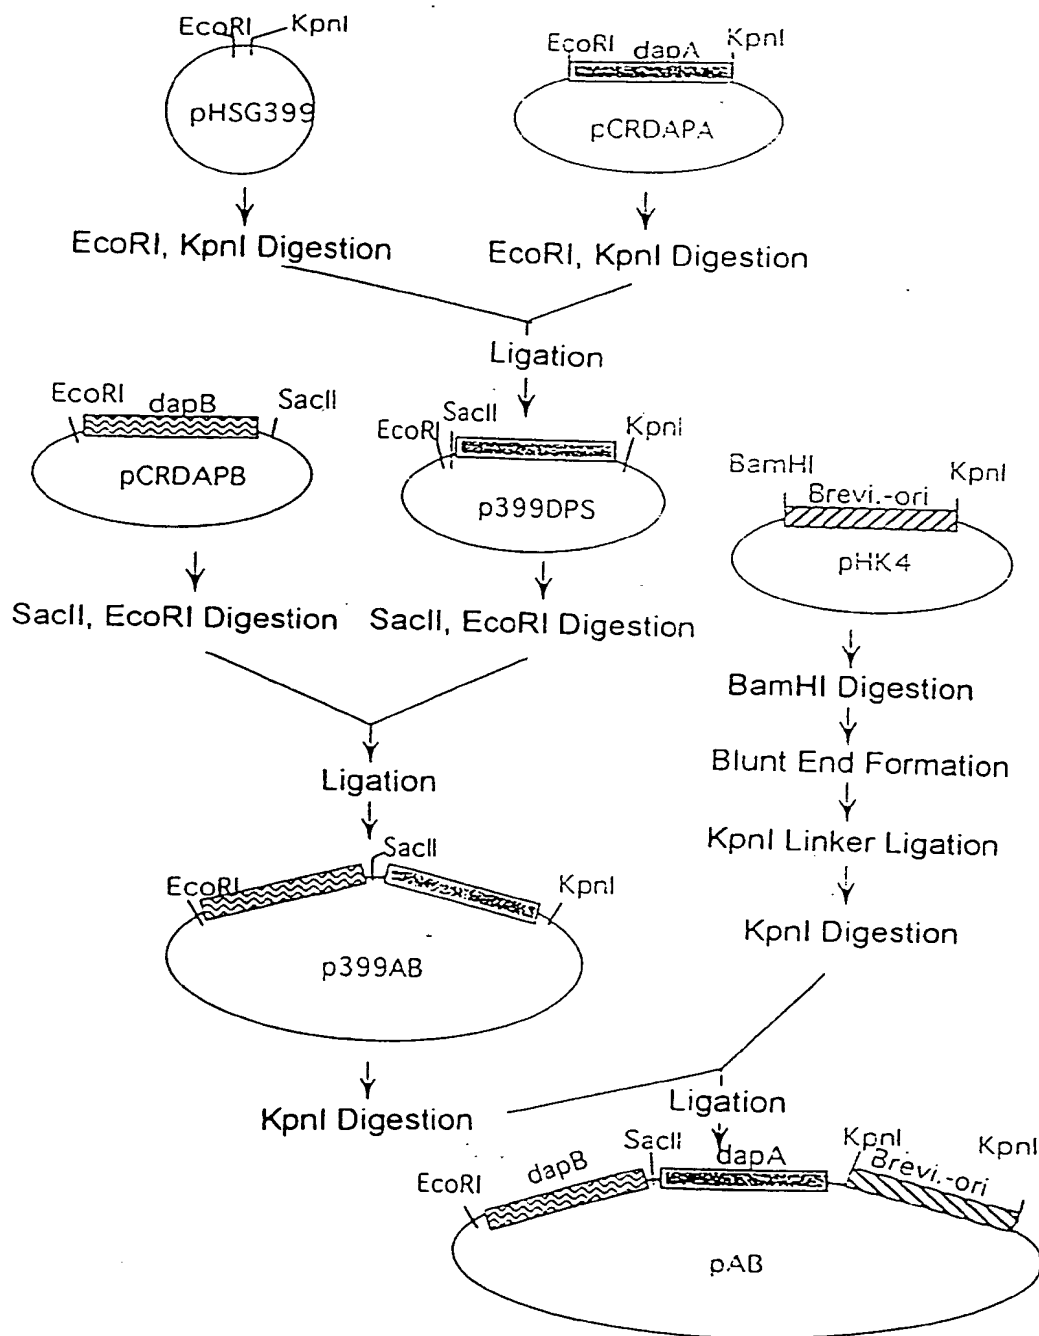 EcoRI KpnI
pHSG399
EcoRI dapA KpnI
pCRDAPA
EcoRI, KpnI Digestion
EcoRI, KpnI Digestion
Ligation
EcoRI dapB SacII
pCRDAPB
EcoRI SacII KpnI
p399DPS
BamHI Brevi.-ori KpnI
pHK4
SacII, EcoRI Digestion
SacII, EcoRI Digestion
BamHI Digestion
Blunt End Formation
KpnI Linker Ligation
KpnI Digestion
Ligation
EcoRI SacII KpnI
p399AB
KpnI Digestion
Ligation
EcoRI dapB SacII dapA KpnI Brevi.-ori KpnI
pAB